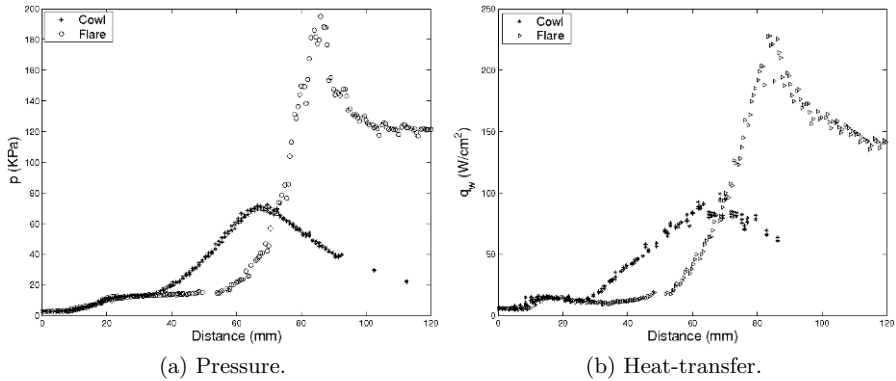 Cowl
Flare
200
180
160
140
120
100
80
60
40
20
0
p (KPa)
0 20 40 60 80 100 120
Distance (mm)
(a) Pressure.
Cowl
Flare
250
200
150
100
50
0
q_w (W/cm²)
0 20 40 60 80 100 120
Distance (mm)
(b) Heat-transfer.